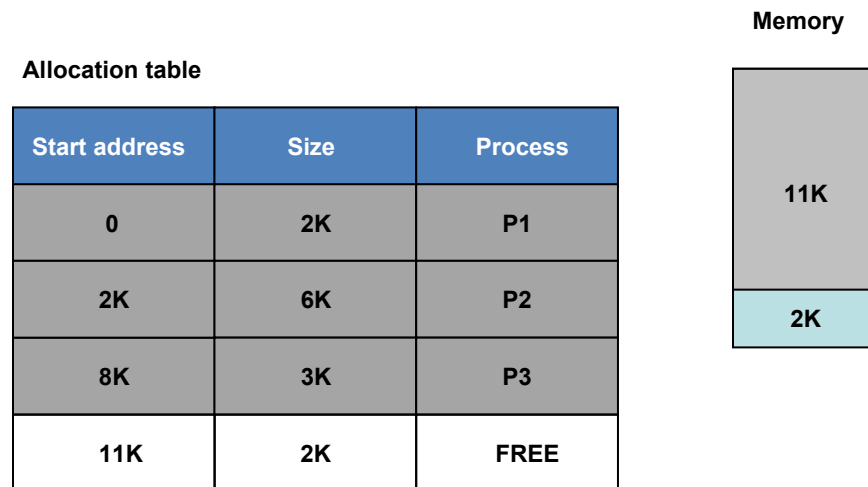 Memory
Allocation table
Start address Size Process
0 2K P1
2K 6K P2
8K 3K P3
11K 2K FREE
11K
2K